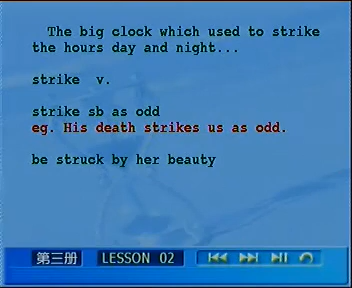 The big clock which used to strike
the hours day and night...
strike v.
strike sb as odd
eg. His death strikes us as odd.
be struck by her beauty
第三册 LESSON 02